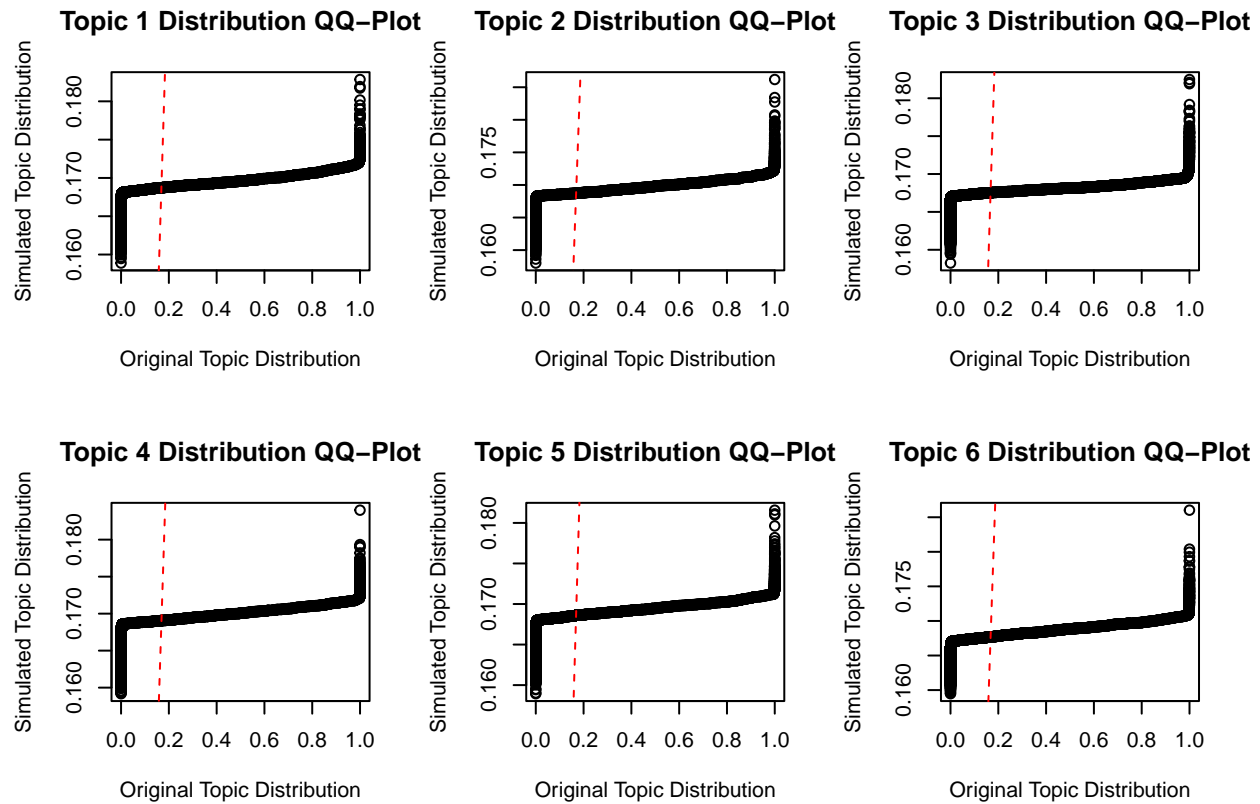 Topic 1 Distribution QQ−Plot
Simulated Topic Distribution
0.180
0.170
0.160
0.0 0.2 0.4 0.6 0.8 1.0
Original Topic Distribution
Topic 2 Distribution QQ−Plot
Simulated Topic Distribution
0.175
0.160
0.0 0.2 0.4 0.6 0.8 1.0
Original Topic Distribution
Topic 3 Distribution QQ−Plot
Simulated Topic Distribution
0.180
0.170
0.160
0.0 0.2 0.4 0.6 0.8 1.0
Original Topic Distribution
Topic 4 Distribution QQ−Plot
Simulated Topic Distribution
0.180
0.170
0.160
0.0 0.2 0.4 0.6 0.8 1.0
Original Topic Distribution
Topic 5 Distribution QQ−Plot
Simulated Topic Distribution
0.180
0.170
0.160
0.0 0.2 0.4 0.6 0.8 1.0
Original Topic Distribution
Topic 6 Distribution QQ−Plot
Simulated Topic Distribution
0.175
0.160
0.0 0.2 0.4 0.6 0.8 1.0
Original Topic Distribution